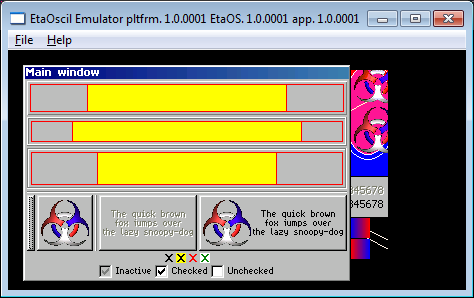 EtaOscil Emulator pltfrm. 1.0.0001 EtaOS. 1.0.0001 app. 1.0.0001
File Help
Main window
345678
345678
The quick brown
fox jumps over
the lazy snoopy-dog
The quick brown
fox jumps over
the lazy snoopy-dog
X X X X
Inactive Checked Unchecked